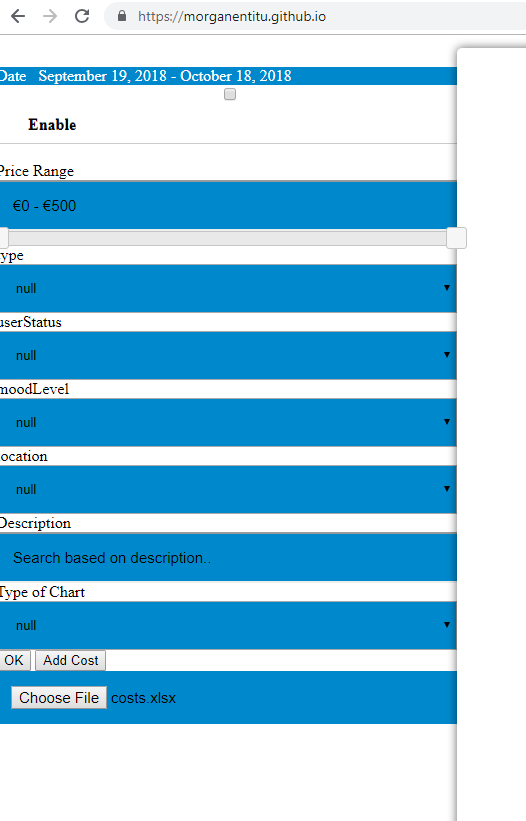 https://morganentitu.github.io
Date September 19, 2018 - October 18, 2018
Enable
Price Range
€0 - €500
type
null
userStatus
null
moodLevel
null
location
null
Description
Search based on description..
Type of Chart
null
OK Add Cost
Choose File costs.xlsx